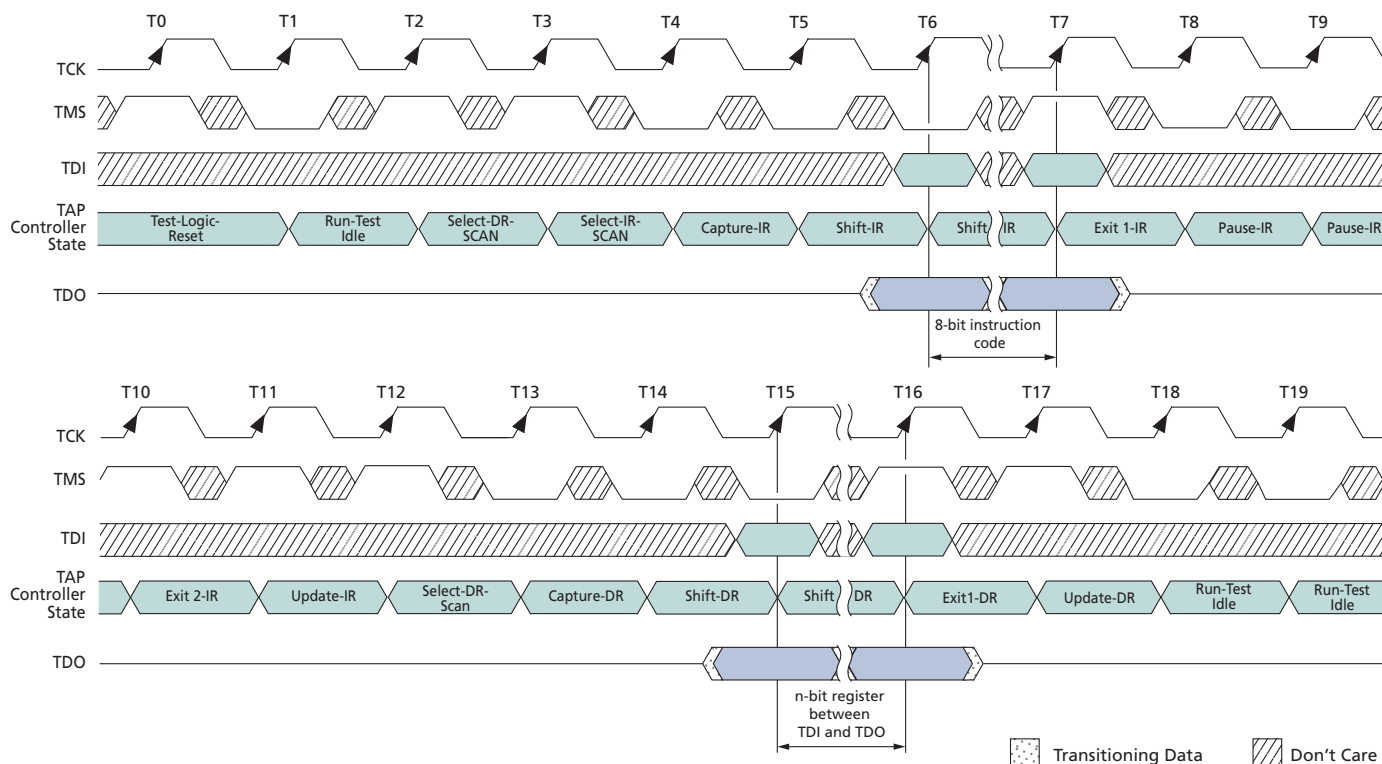 T0 T1 T2 T3 T4 T5 T6 T7 T8 T9
TCK
TMS
TDI
TAP
Controller
State
Test-Logic-
Reset
Run-Test
Idle
Select-DR-
SCAN
Select-IR-
SCAN
Capture-IR
Shift-IR
Shift IR
Exit 1-IR
Pause-IR
Pause-IR
TDO
8-bit instruction
code
T10 T11 T12 T13 T14 T15 T16 T17 T18 T19
TCK
TMS
TDI
TAP
Controller
State
Exit 2-IR
Update-IR
Select-DR-
Scan
Capture-DR
Shift-DR
Shift DR
Exit1-DR
Update-DR
Run-Test
Idle
Run-Test
Idle
TDO
n-bit register
between
TDI and TDO
Transitioning Data
Don't Care